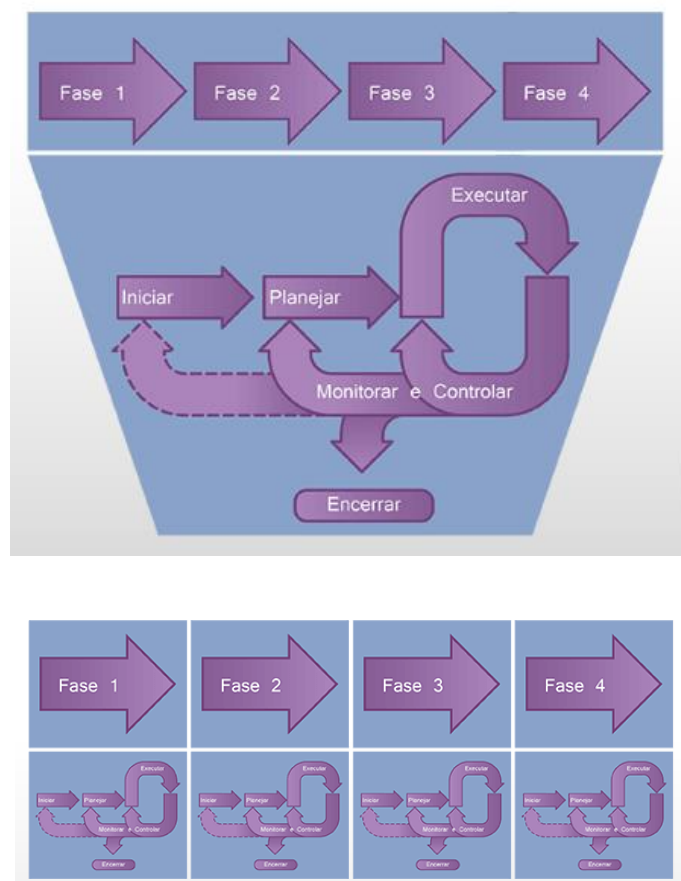 Fase 1 Fase 2 Fase 3 Fase 4
Executar
Iniciar Planejar
Monitorar e Controlar
Encerrar
Fase 1 Fase 2 Fase 3 Fase 4
Executar Executar Executar Executar
Iniciar Planejar Iniciar Planejar Iniciar Planejar Iniciar Planejar
Monitorar e Controlar Monitorar e Controlar Monitorar e Controlar Monitorar e Controlar
Encerrar Encerrar Encerrar Encerrar